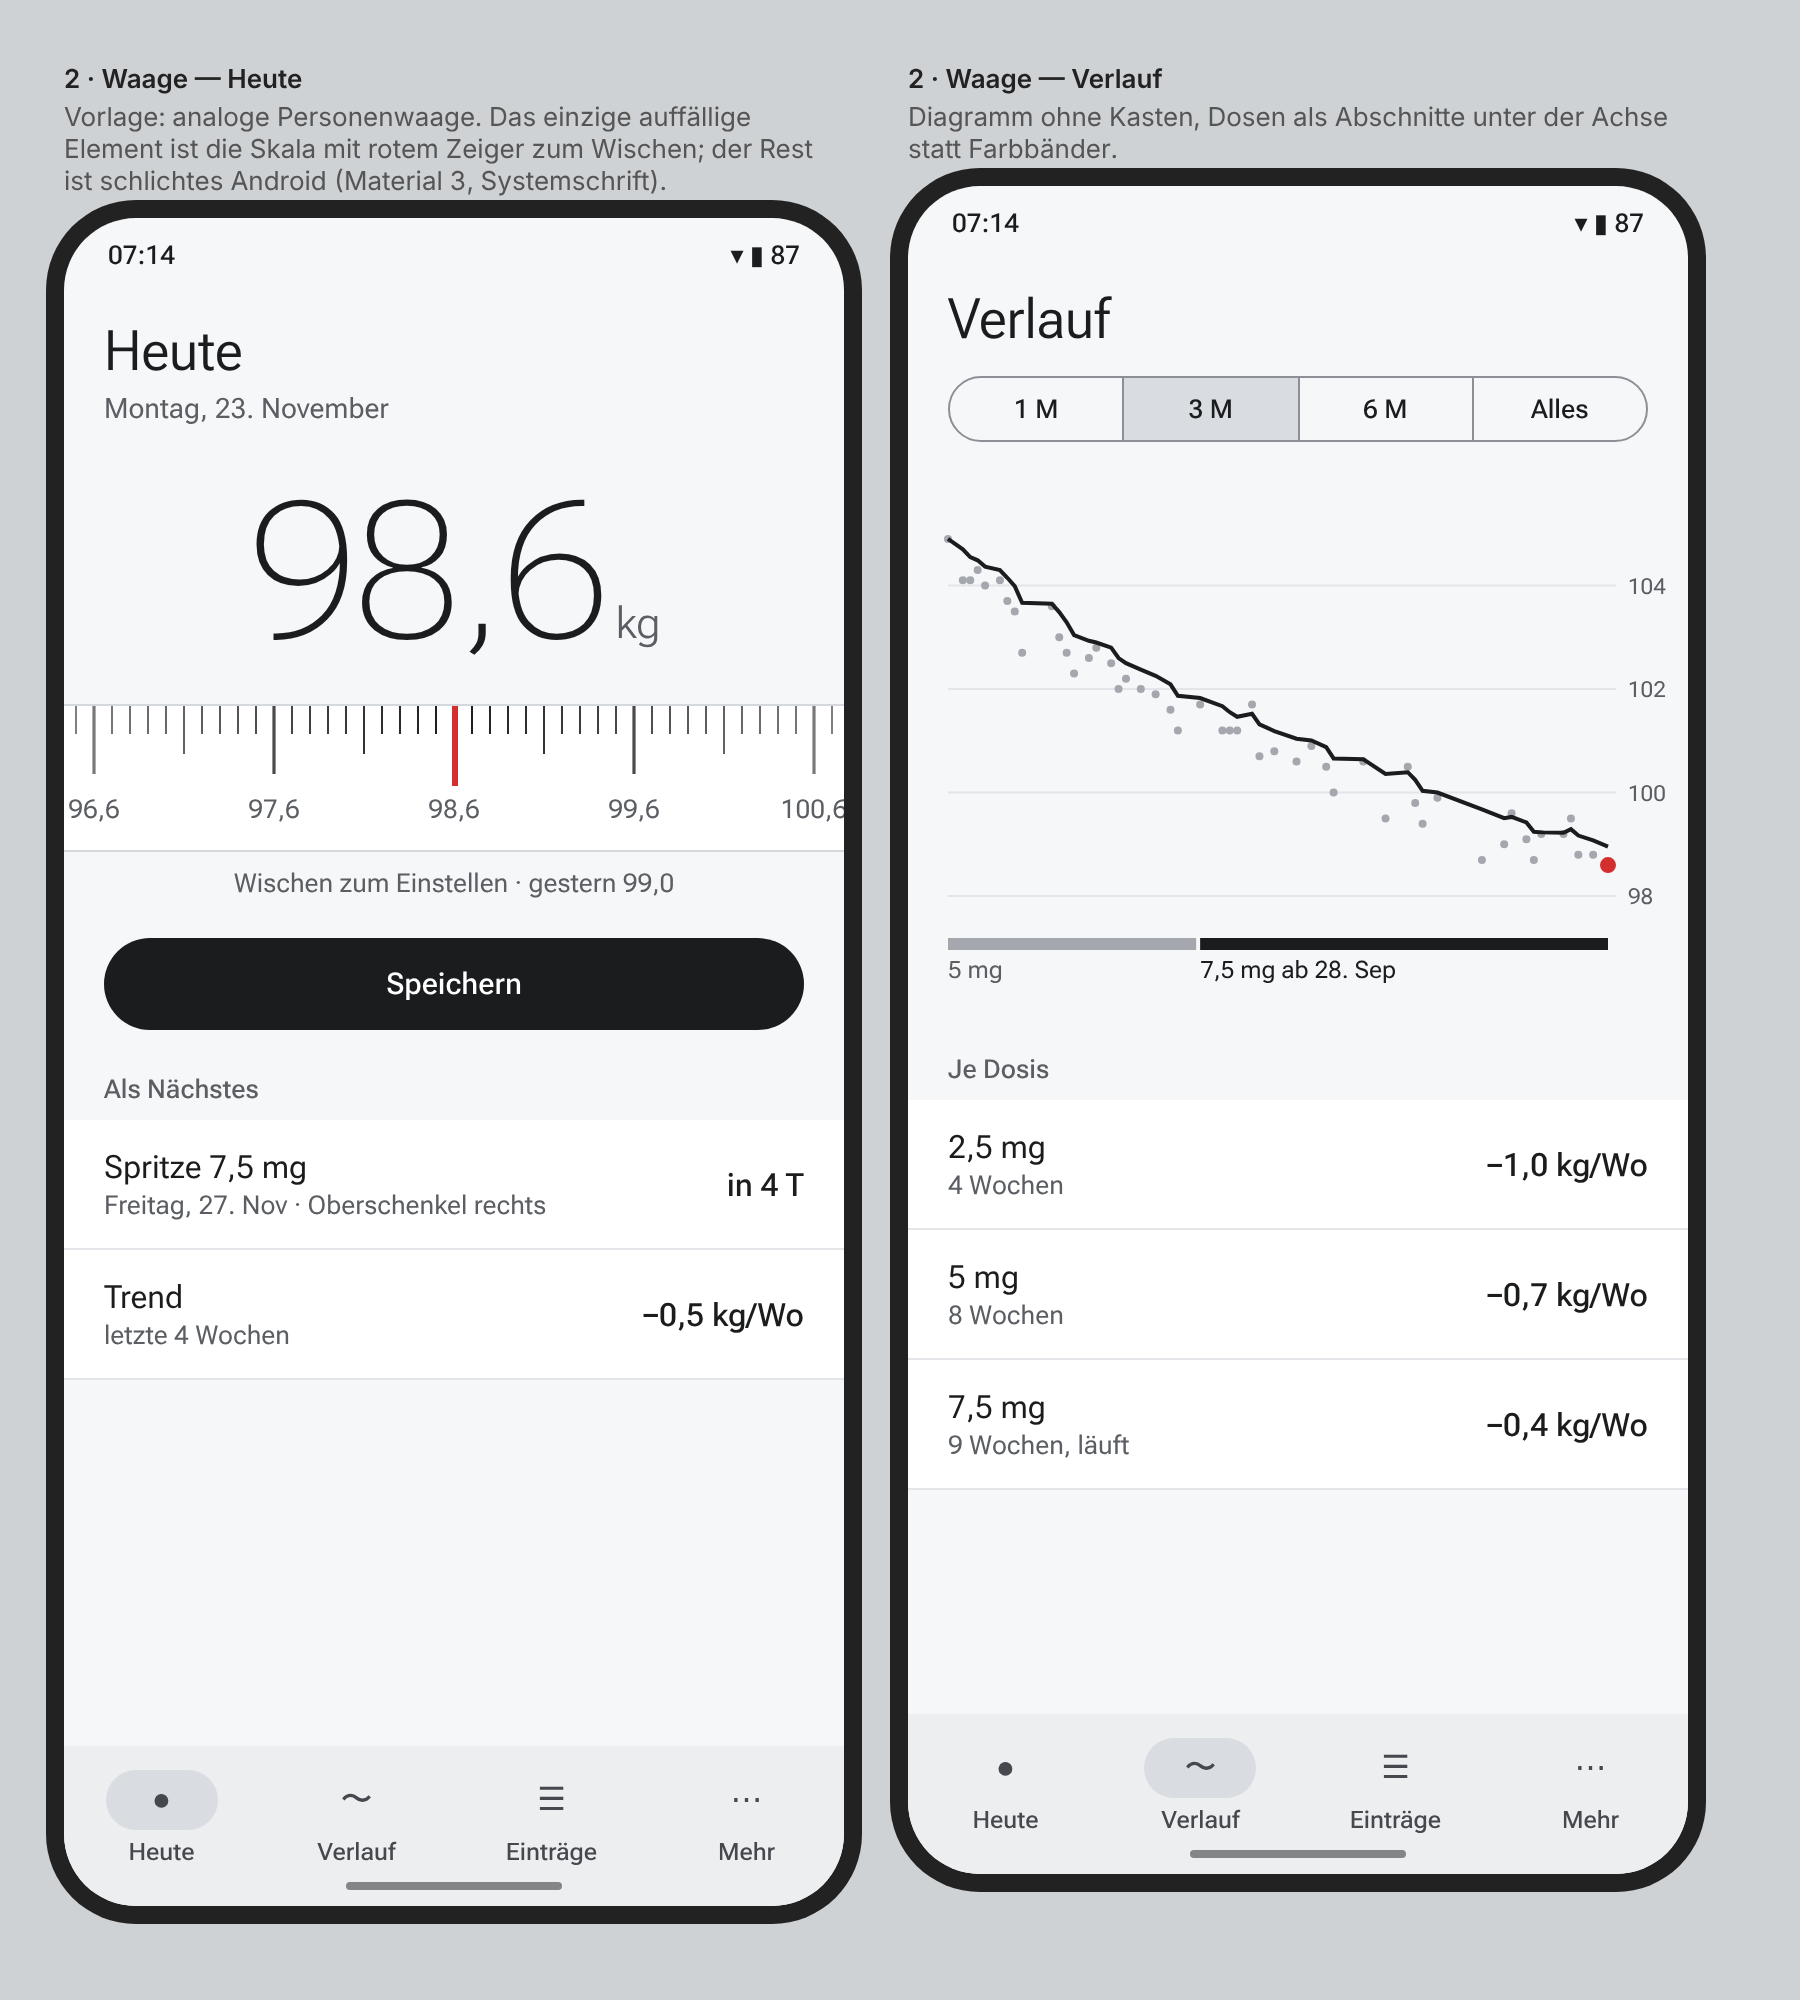 2 · Waage — Heute
Vorlage: analoge Personenwaage. Das einzige auffällige
Element ist die Skala mit rotem Zeiger zum Wischen; der Rest
ist schlichtes Android (Material 3, Systemschrift).
07:14
87
Heute
Montag, 23. November
98,6 kg
96,6 97,6 98,6 99,6 100,6
Wischen zum Einstellen · gestern 99,0
Speichern
Als Nächstes
Spritze 7,5 mg
Freitag, 27. Nov · Oberschenkel rechts
in 4 T
Trend
letzte 4 Wochen
−0,5 kg/Wo
Heute Verlauf Einträge Mehr
2 · Waage — Verlauf
Diagramm ohne Kasten, Dosen als Abschnitte unter der Achse
statt Farbbänder.
07:14
87
Verlauf
1 M 3 M 6 M Alles
104
102
100
98
5 mg 7,5 mg ab 28. Sep
Je Dosis
2,5 mg
4 Wochen
−1,0 kg/Wo
5 mg
8 Wochen
−0,7 kg/Wo
7,5 mg
9 Wochen, läuft
−0,4 kg/Wo
Heute Verlauf Einträge Mehr